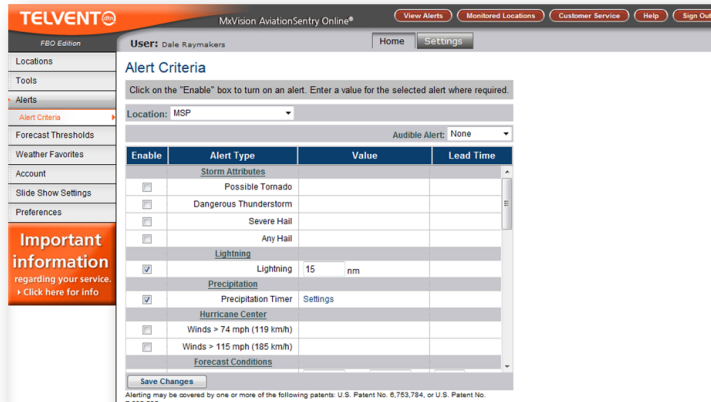 TELVENT dtn
MxVision AviationSentry Online®
View Alerts
Monitored Locations
Customer Service
Help
Sign Out
FBO Edition
User: Dale Raymakers
Home
Settings
Locations
Tools
Alerts
Alert Criteria
Forecast Thresholds
Weather Favorites
Account
Slide Show Settings
Preferences
Important
information
regarding your service.
Click here for info
Alert Criteria
Click on the "Enable" box to turn on an alert. Enter a value for the selected alert where required.
Location: MSP
Audible Alert: None
Enable Alert Type Value Lead Time
Storm Attributes
Possible Tornado
Dangerous Thunderstorm
Severe Hail
Any Hail
Lightning
Lightning 15 nm
Precipitation
Precipitation Timer Settings
Hurricane Center
Winds > 74 mph (119 km/h)
Winds > 115 mph (185 km/h)
Forecast Conditions
Save Changes
Alerting may be covered by one or more of the following patents: U.S. Patent No. 6,753,784, or U.S. Patent No.